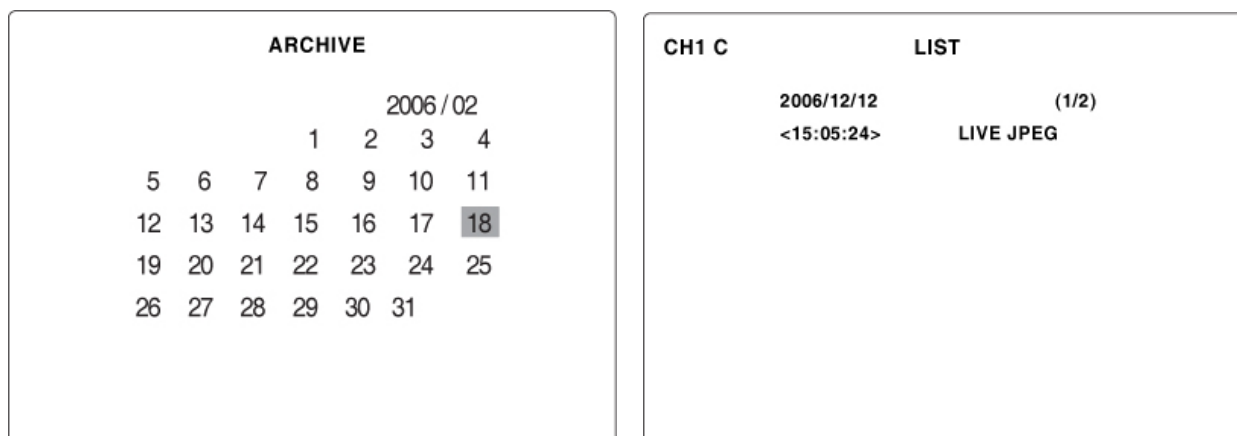 ARCHIVE
2006 / 02
1 2 3 4
5 6 7 8 9 10 11
12 13 14 15 16 17 18
19 20 21 22 23 24 25
26 27 28 29 30 31
CH1 C LIST
2006/12/12 (1/2)
<15:05:24> LIVE JPEG